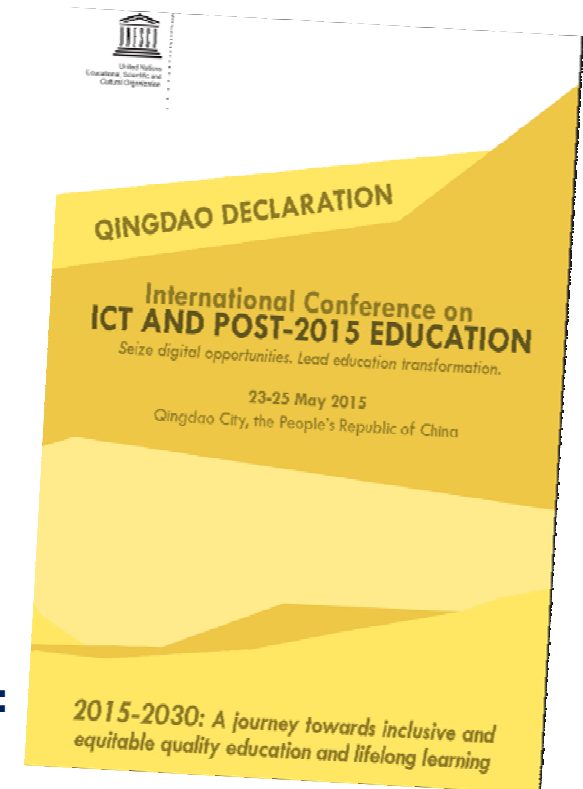 UNESCO
United Nations
Educational, Scientific and
Cultural Organization
QINGDAO DECLARATION
International Conference on
ICT AND POST-2015 EDUCATION
Seize digital opportunities. Lead education transformation.
23-25 May 2015
Qingdao City, the People's Republic of China
:
2015-2030: A journey towards inclusive and
equitable quality education and lifelong learning